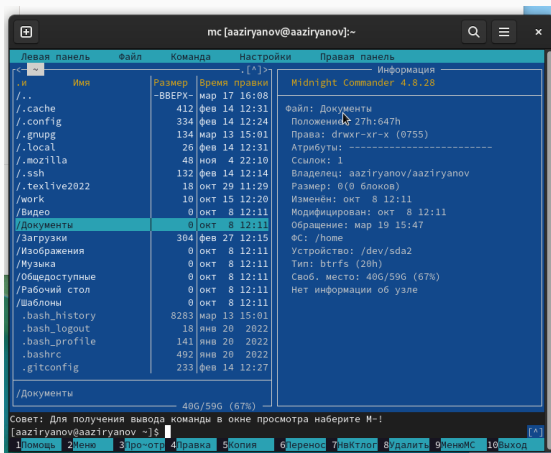 mc [aaziryanov@aaziryanov]:~
Левая панель Файл Команда Настройки Правая панель
<- ~ .[^]>
.и Имя Размер Время правки
/.. -ВВЕРХ- мар 17 16:08
/.cache 412 фев 14 12:31
/.config 334 фев 14 12:24
/.gnupg 134 мар 13 15:01
/.local 26 фев 14 12:31
/.mozilla 48 ноя 4 22:10
/.ssh 132 фев 14 12:14
/.texlive2022 18 окт 29 11:29
/work 10 окт 15 12:20
/Видео 0 окт 8 12:11
/Документы 0 окт 8 12:11
/Загрузки 304 фев 27 12:15
/Изображения 0 окт 8 12:11
/Музыка 0 окт 8 12:11
/Общедоступные 0 окт 8 12:11
/Рабочий стол 0 окт 8 12:11
/Шаблоны 0 окт 8 12:11
.bash_history 8283 мар 13 15:01
.bash_logout 18 янв 20 2022
.bash_profile 141 янв 20 2022
.bashrc 492 янв 20 2022
.gitconfig 233 фев 14 12:27
/Документы
40G/59G (67%)
Информация
Midnight Commander 4.8.28
Файл: Документы
Положение: 27h:647h
Права: drwxr-xr-x (0755)
Атрибуты: ------------------------
Ссылок: 1
Владелец: aaziryanov/aaziryanov
Размер: 0(0 блоков)
Изменён: окт 8 12:11
Модифицирован: окт 8 12:11
Обращение: мар 19 15:47
ФС: /home
Устройство: /dev/sda2
Тип: btrfs (20h)
Своб. место: 40G/59G (67%)
Нет информации об узле
Совет: Для получения вывода команды в окне просмотра наберите M-!
[aaziryanov@aaziryanov ~]$ [^]
1Помощь 2Меню 3Про~отр 4Правка 5Копия 6Перенос 7НвКтлог 8Удалить 9МенюМС 10Выход